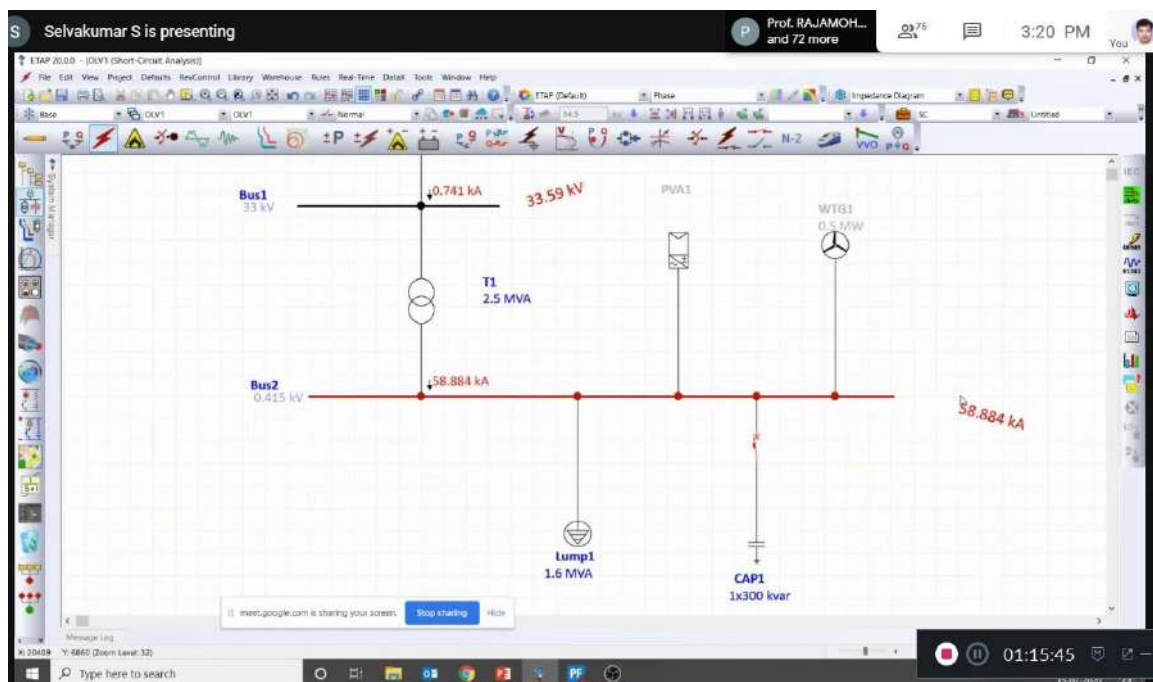 S Selvakumar S is presenting
P Prof. RAJAMOH...
and 72 more
75
3:20 PM
You
ETAP 20.0.0 - [OLV1 (Short-Circuit Analysis)]
File Edit View Project Defaults RevControl Library Warehouse Rules Real-Time DataX Tools Window Help
ETAP (Default) Phase Impedance Diagram
Base OLV1 OLV1 Normal SC Untitled
N-2 VVO
System Manager
IEC
Bus1
33 kV
0.741 kA
33.59 kV
PVA1
WTG1
0.5 MW
T1
2.5 MVA
Bus2
0.415 kV
58.884 kA
58.884 kA
Lump1
1.6 MVA
CAP1
1x300 kvar
meet.google.com is sharing your screen. Stop sharing Hide
Message Log
X: 20489 Y: 6860 (Zoom Level: 32)
01:15:45
Type here to search
PF